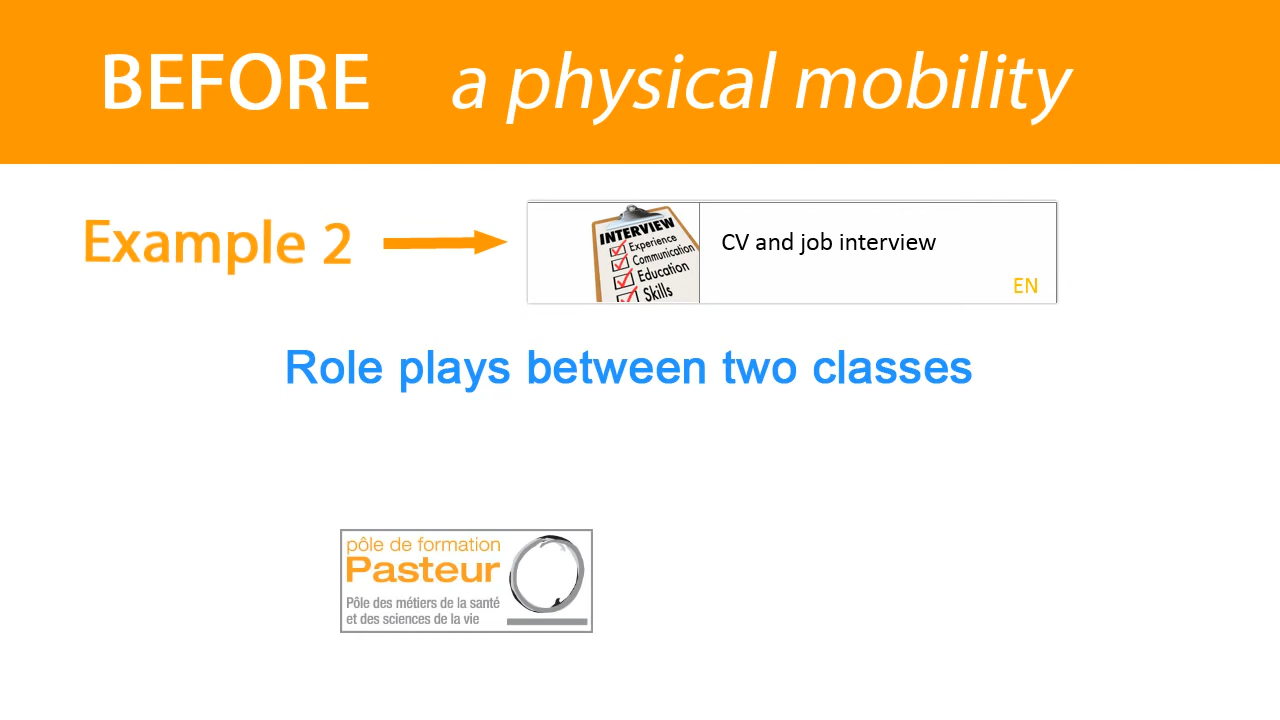 BEFORE a physical mobility
Example 2
INTERVIEW
Experience
Communication
Education
Skills
CV and job interview
EN
Role plays between two classes
pôle de formation
Pasteur
Pôle des métiers de la santé
et des sciences de la vie